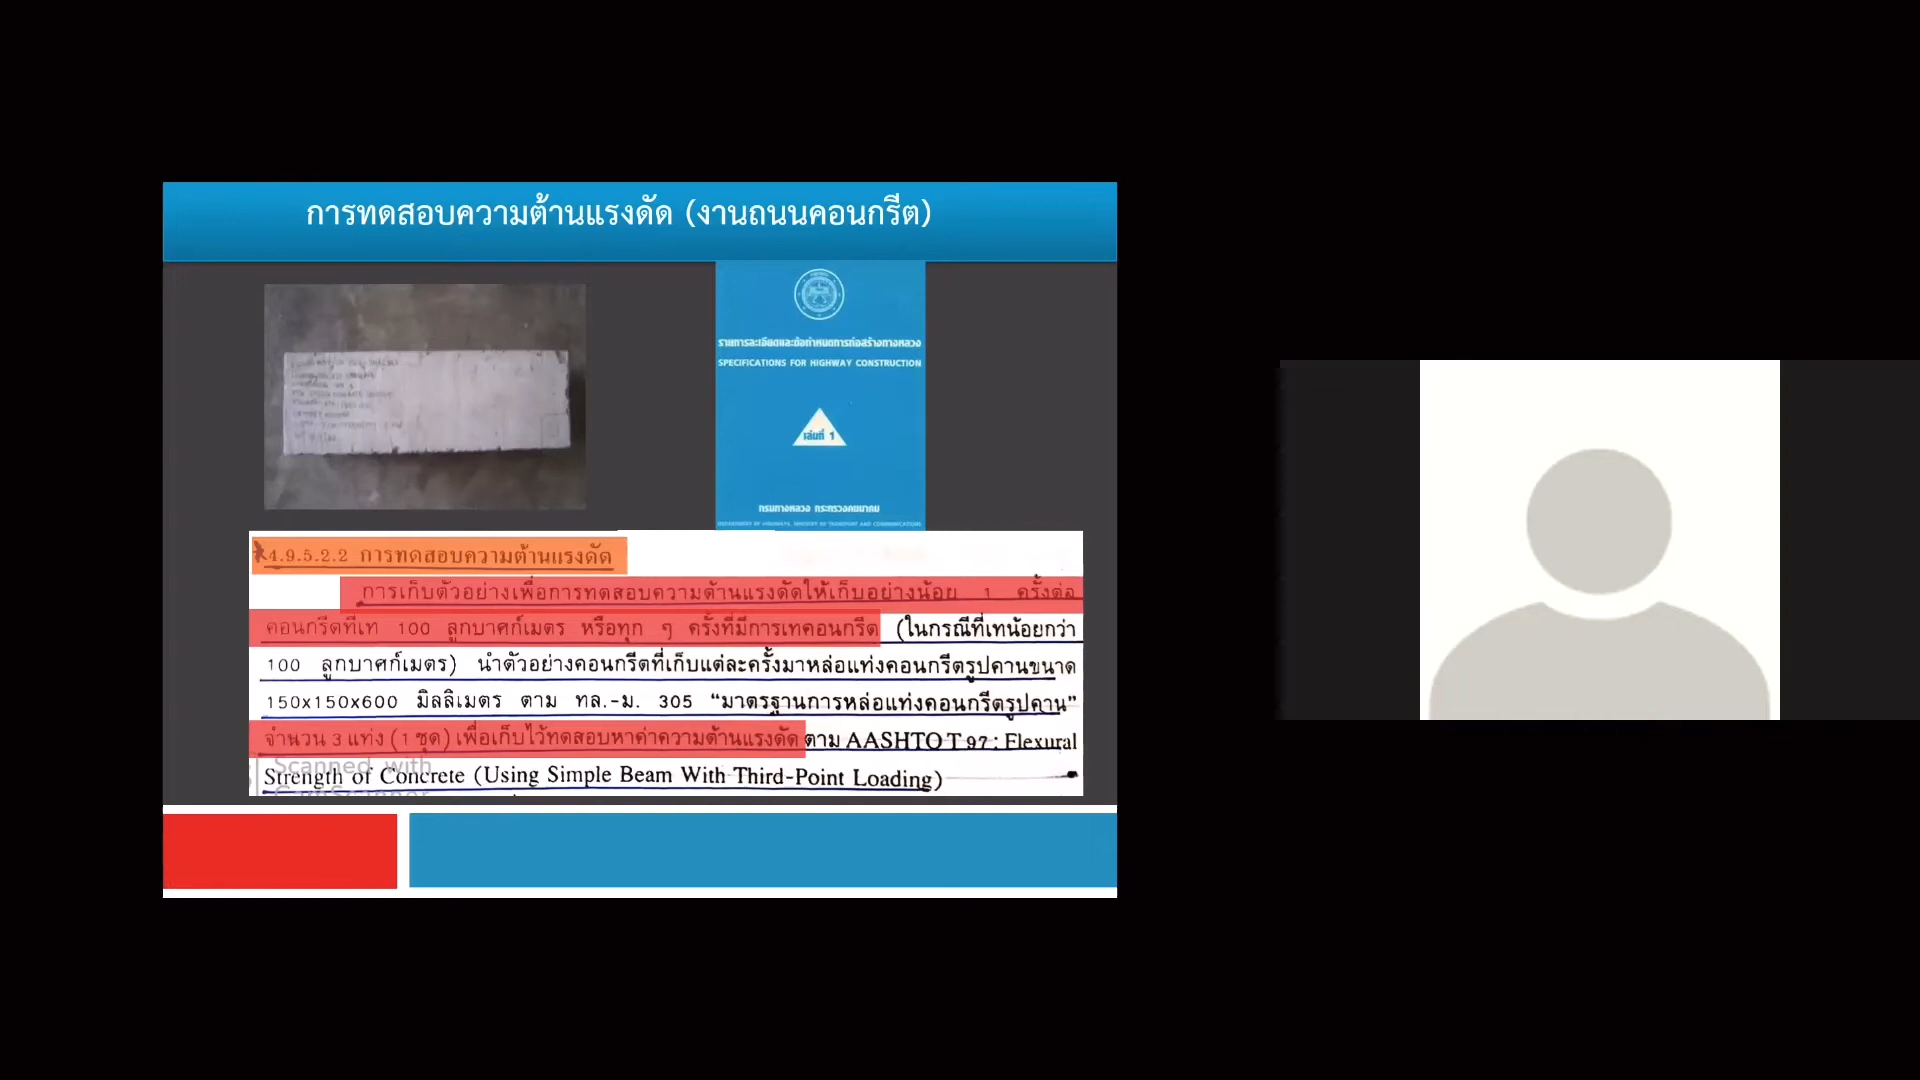 การทดสอบความต้านแรงดัด (งานถนนคอนกรีต)
รายการละเอียดและข้อกำหนดการก่อสร้างทางหลวง
SPECIFICATIONS FOR HIGHWAY CONSTRUCTION
เล่มที่ 1
กรมทางหลวง กระทรวงคมนาคม
DEPARTMENT OF HIGHWAYS, MINISTRY OF TRANSPORT AND COMMUNICATIONS
4.9.5.2.2 การทดสอบความต้านแรงดัด
การเก็บตัวอย่างเพื่อการทดสอบความต้านแรงดัดให้เก็บอย่างน้อย 1 ครั้งต่อ
คอนกรีตที่เท 100 ลูกบาศก์เมตร หรือทุก ๆ ครั้งที่มีการเทคอนกรีต (ในกรณีที่เทน้อยกว่า
100 ลูกบาศก์เมตร) นำตัวอย่างคอนกรีตที่เก็บแต่ละครั้งมาหล่อแท่งคอนกรีตรูปคานขนาด
150x150x600 มิลลิเมตร ตาม ทล.-ม. 305 “มาตรฐานการหล่อแท่งคอนกรีตรูปคาน”
จำนวน 3 แท่ง (1 ชุด) เพื่อเก็บไว้ทดสอบหาค่าความต้านแรงดัด ตาม AASHTO T 97 : Flexural
Strength of Concrete (Using Simple Beam With Third-Point Loading)
Scanned with
CamScanner